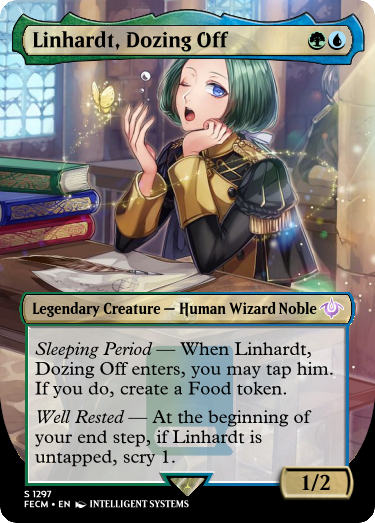 Linhardt, Dozing Off
Legendary Creature — Human Wizard Noble
Sleeping Period — When Linhardt,
Dozing Off enters, you may tap him.
If you do, create a Food token.
Well Rested — At the beginning of
your end step, if Linhardt is
untapped, scry 1.
1/2
S 1297
FECM • EN INTELLIGENT SYSTEMS